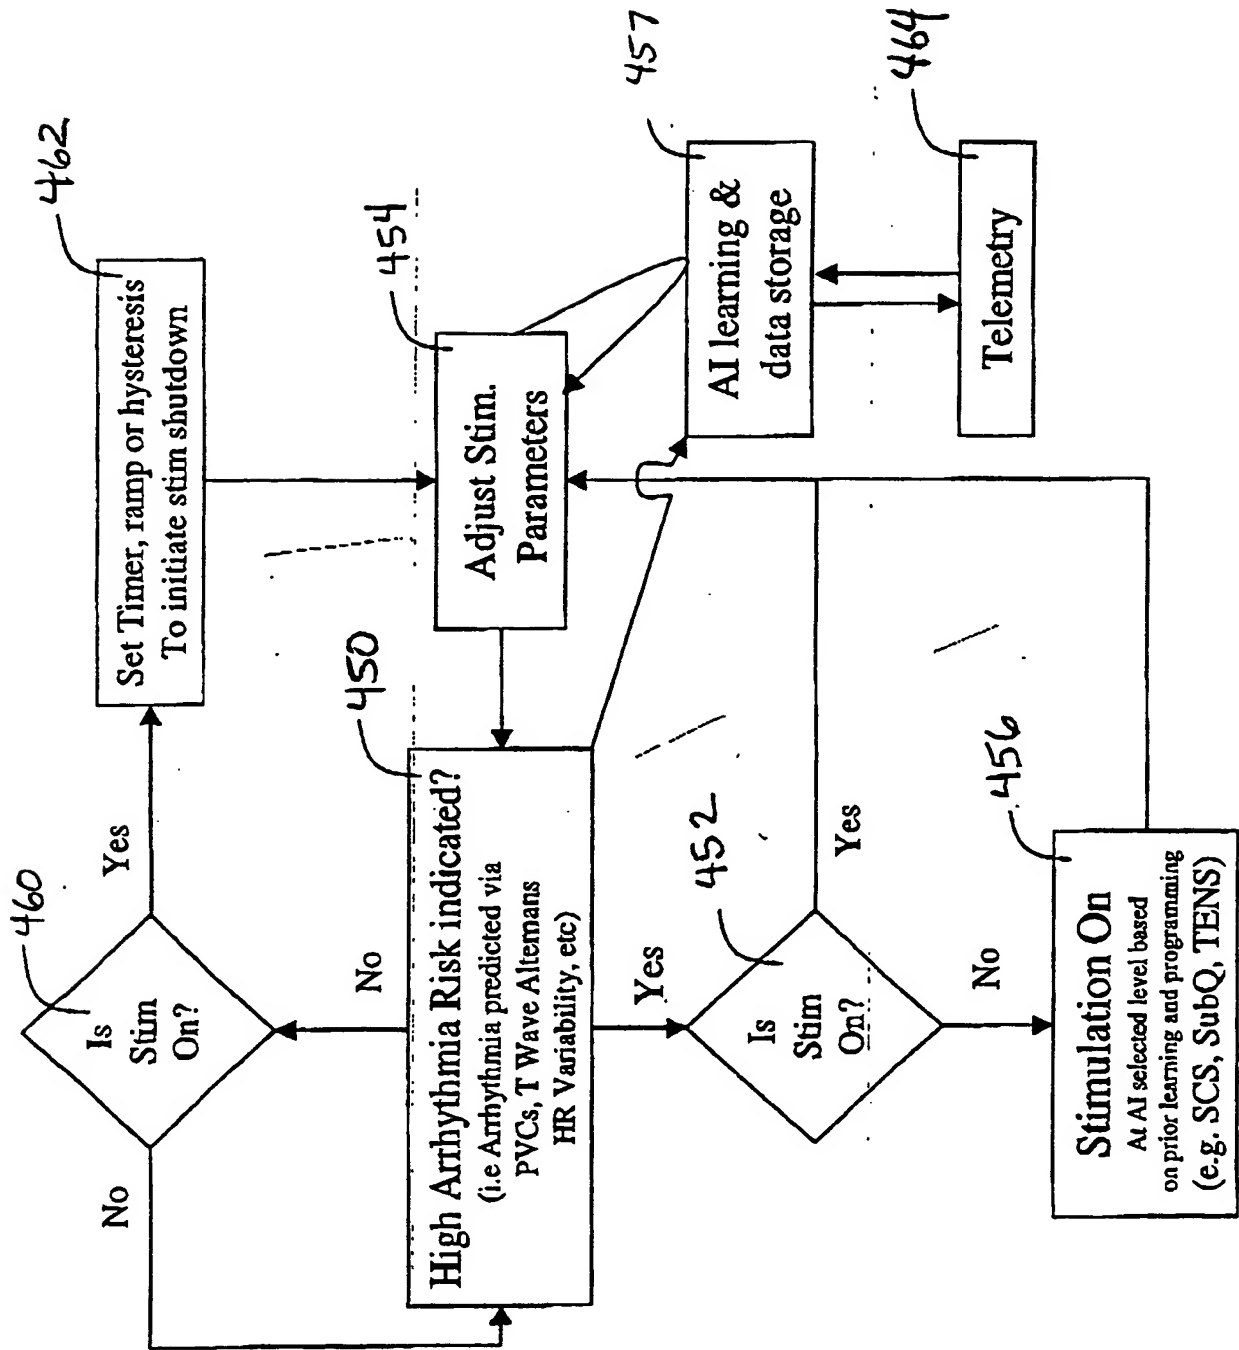 462
Set Timer, ramp or hysteresis
To initiate stim shutdown
460
Is
Stim
On?
Yes
No
No
450
High Arrhythmia Risk indicated?
(i.e Arrhythmia predicted via
PVCs, T Wave Alternans
HR Variability, etc)
454
Adjust Stim.
Parameters
457
AI learning &
data storage
464
Telemetry
Yes
452
Is
Stim
On?
Yes
No
456
Stimulation On
At AI selected level based
on prior learning and programming
(e.g. SCS, SubQ, TENS)